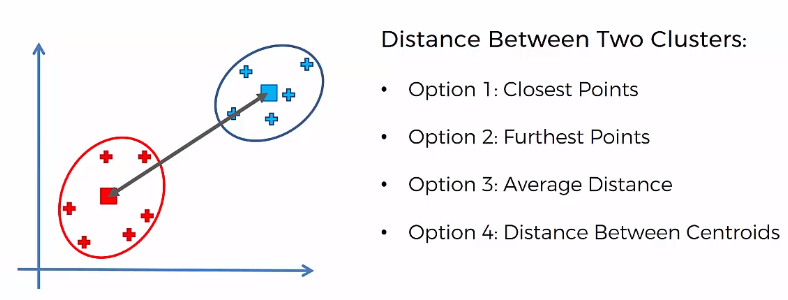 Distance Between Two Clusters:
• Option 1: Closest Points
• Option 2: Furthest Points
• Option 3: Average Distance
• Option 4: Distance Between Centroids